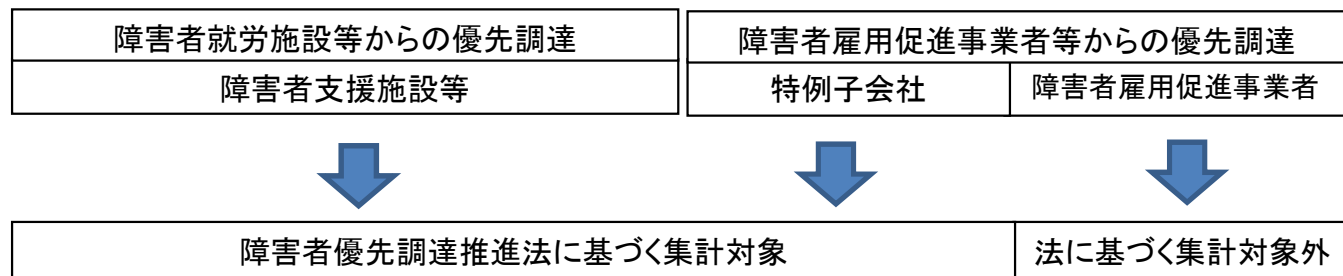 障害者就労施設等からの優先調達
障害者雇用促進事業者等からの優先調達
障害者支援施設等
特例子会社
障害者雇用促進事業者
障害者優先調達推進法に基づく集計対象
法に基づく集計対象外